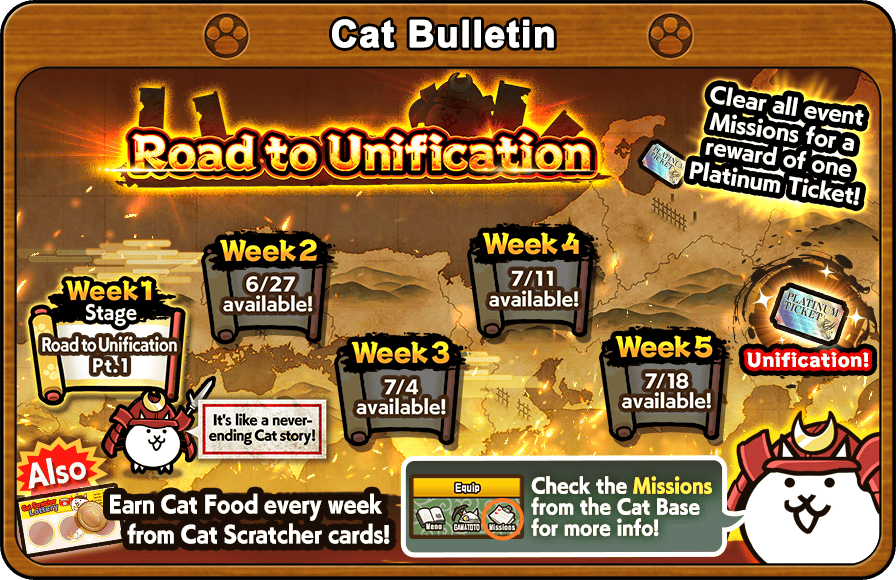 Cat Bulletin
Road to Unification
Clear all event
Missions for a
reward of one
Platinum Ticket!
PLATINUM
TICKET
Week 1
Stage
Road to Unification
Pt.1
Week 2
6/27
available!
Week 3
7/4
available!
Week 4
7/11
available!
Week 5
7/18
available!
PLATINUM
TICKET
Unification!
It's like a never-
ending Cat story!
Also
Cat Scratcher
Lottery
Earn Cat Food every week
from Cat Scratcher cards!
Equip
Menu
GAMATOTO
Missions
Check the Missions
from the Cat Base
for more info!